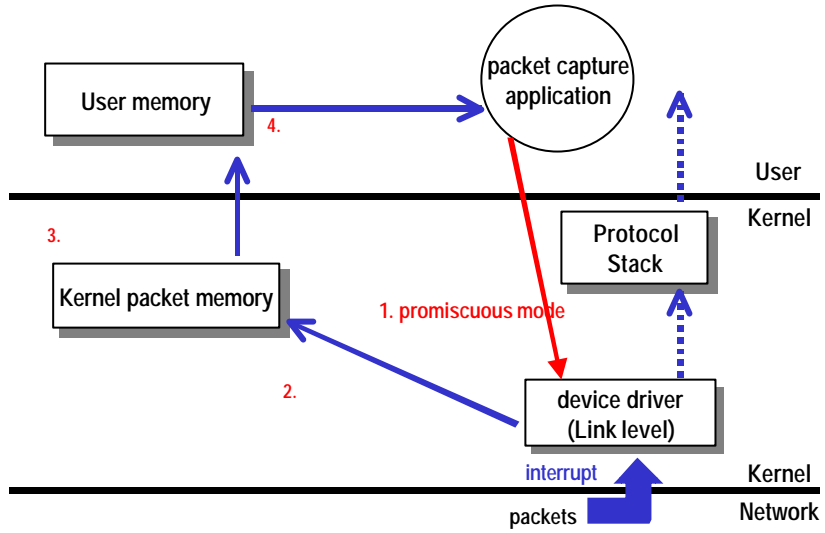 packet capture
application
User memory
4.
User
Kernel
3.
Protocol
Stack
Kernel packet memory
1. promiscuous mode
2.
device driver
(Link level)
interrupt
Kernel
packets
Network